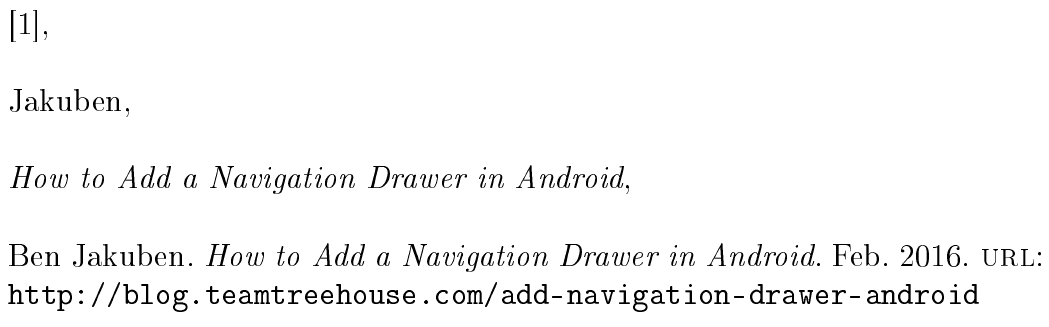 [1],
Jakuben,
How to Add a Navigation Drawer in Android,
Ben Jakuben. How to Add a Navigation Drawer in Android. Feb. 2016. URL:
http://blog.teamtreehouse.com/add-navigation-drawer-android